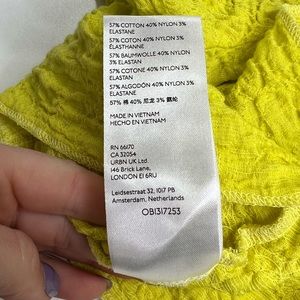 57% COTTON 40% NYLON 3%
ELASTANE
57% COTON 40% NYLON 3%
ÉLASTHANNE
57% BAUMWOLLE 40% NYLON
3% ELASTAN
57% COTONE 40% NYLON 3%
ELASTAN
57% ALGODÓN 40% NYLON 3%
ELASTANE
57% 棉 40% 尼龙 3% 氨纶
MADE IN VIETNAM
HECHO EN VIETNAM
RN 66170
CA 32054
URBN UK Ltd.
146 Brick Lane,
LONDON E1 6RU
Leidsestraat 32, 1017 PB
Amsterdam, Netherlands
OB1317253